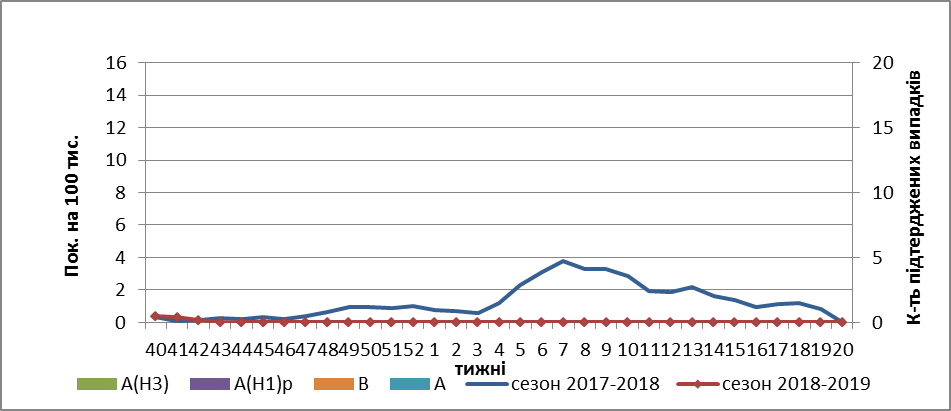 Пок. на 100 тис.
16
14
12
10
8
6
4
2
0
20
15
10
5
0
К-ть підтерджених випадків
40 41 42 43 44 45 46 47 48 49 50 51 52 1 2 3 4 5 6 7 8 9 10 11 12 13 14 15 16 17 18 19 20
тижні
А(Н3) А(Н1)р В А сезон 2017-2018 сезон 2018-2019